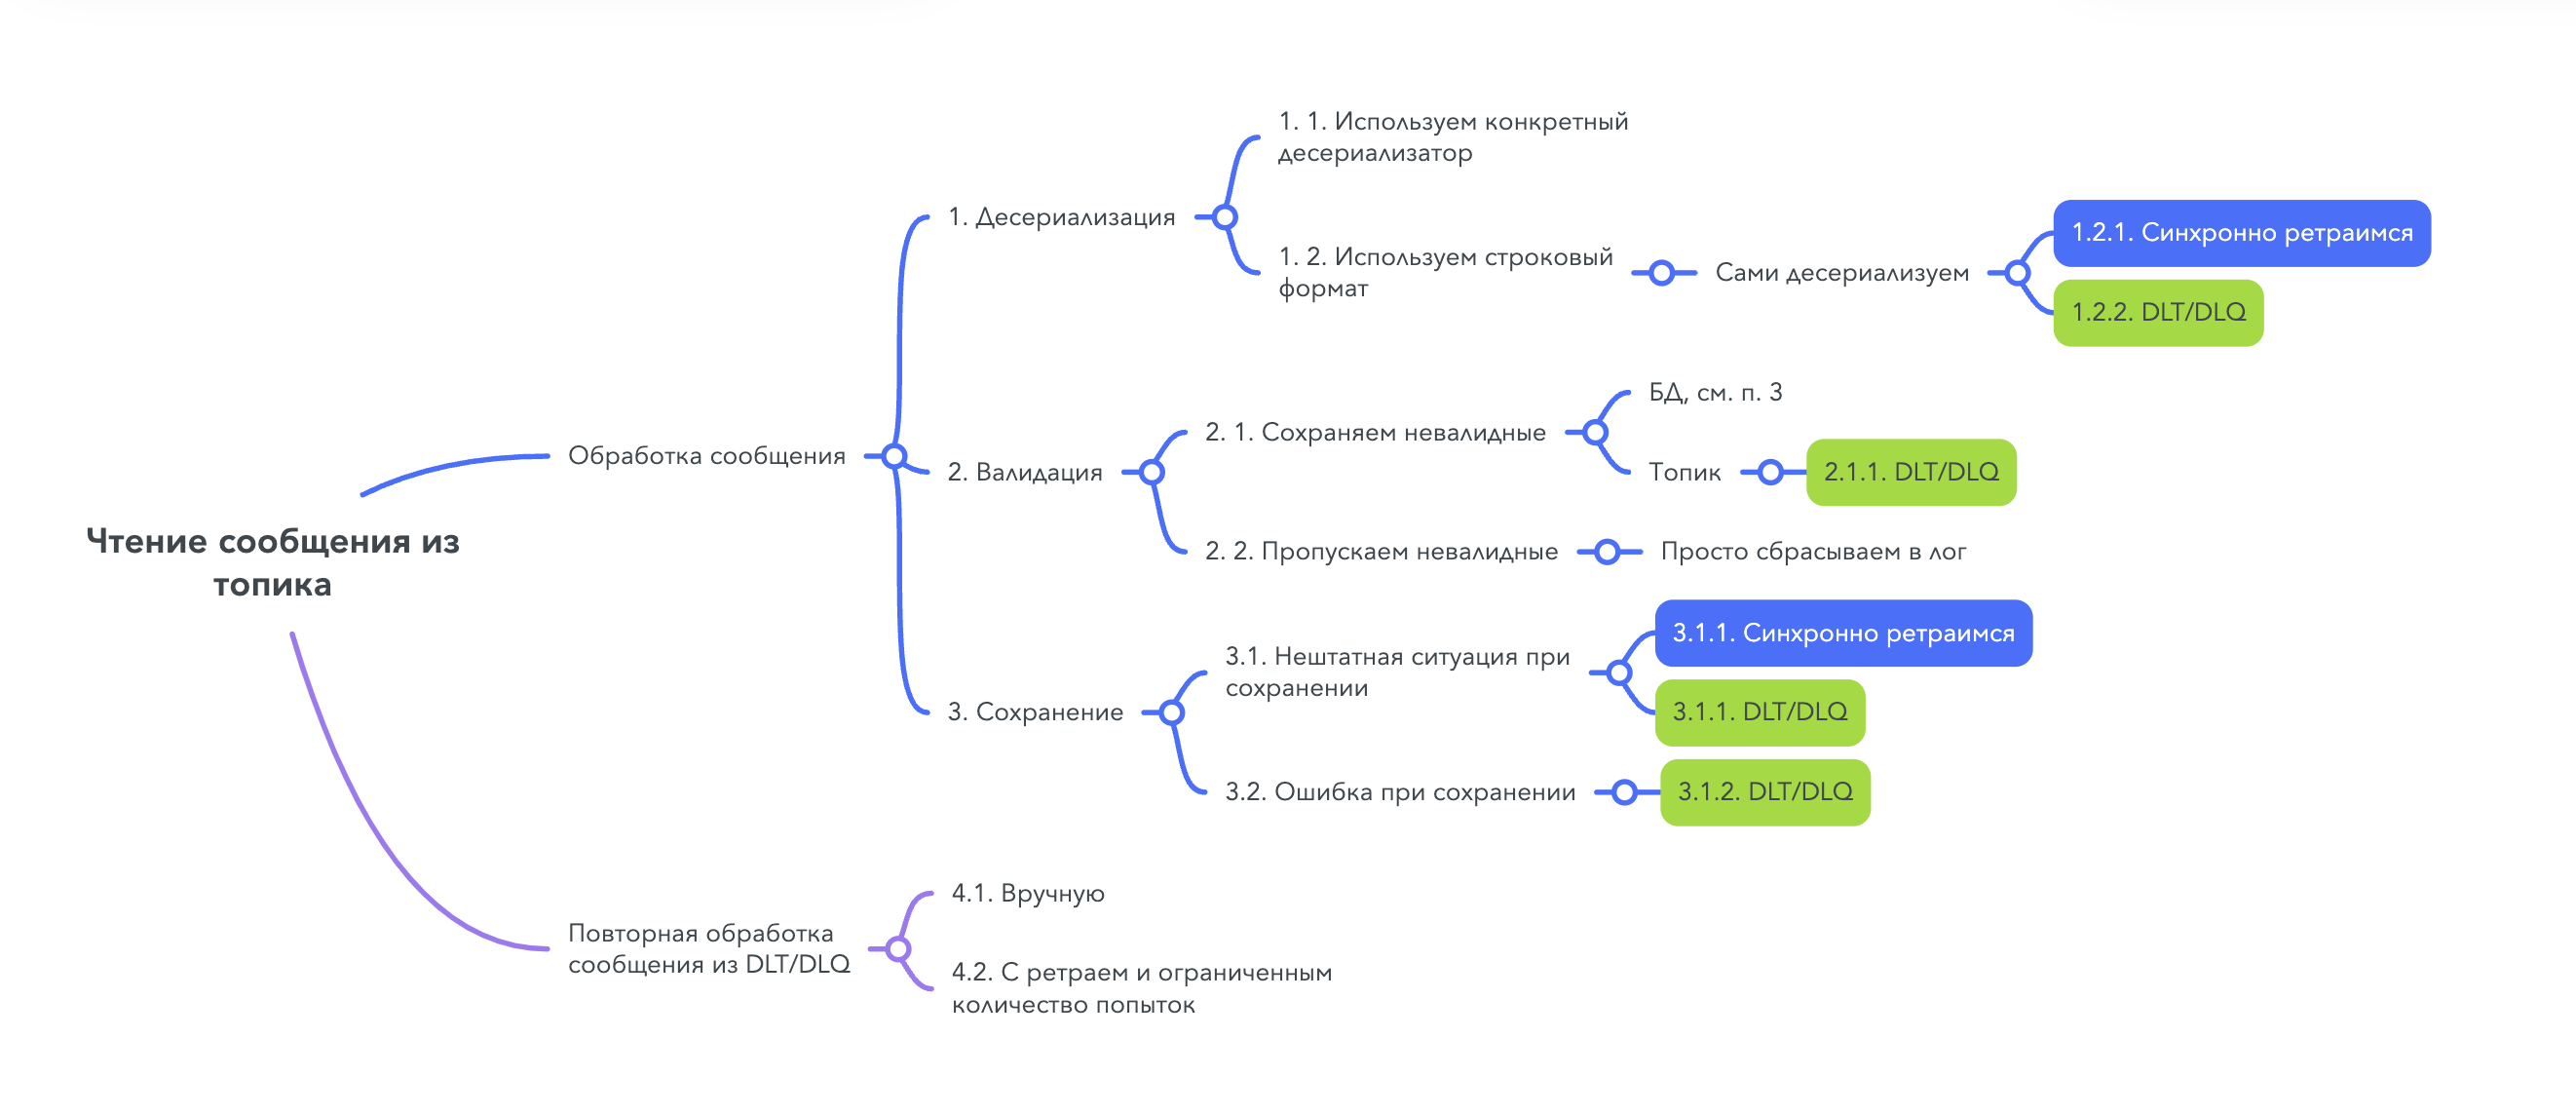 Чтение сообщения из
топика
Обработка сообщения
1. Десериализация
1. 1. Используем конкретный
десериализатор
1. 2. Используем строковый
формат
Сами десериализуем
1.2.1. Синхронно ретраимся
1.2.2. DLT/DLQ
2. Валидация
2. 1. Сохраняем невалидные
БД, см. п. 3
Топик
2.1.1. DLT/DLQ
2. 2. Пропускаем невалидные
Просто сбрасываем в лог
3. Сохранение
3.1. Нештатная ситуация при
сохранении
3.1.1. Синхронно ретраимся
3.1.1. DLT/DLQ
3.2. Ошибка при сохранении
3.1.2. DLT/DLQ
Повторная обработка
сообщения из DLT/DLQ
4.1. Вручную
4.2. С ретраем и ограниченным
количество попыток